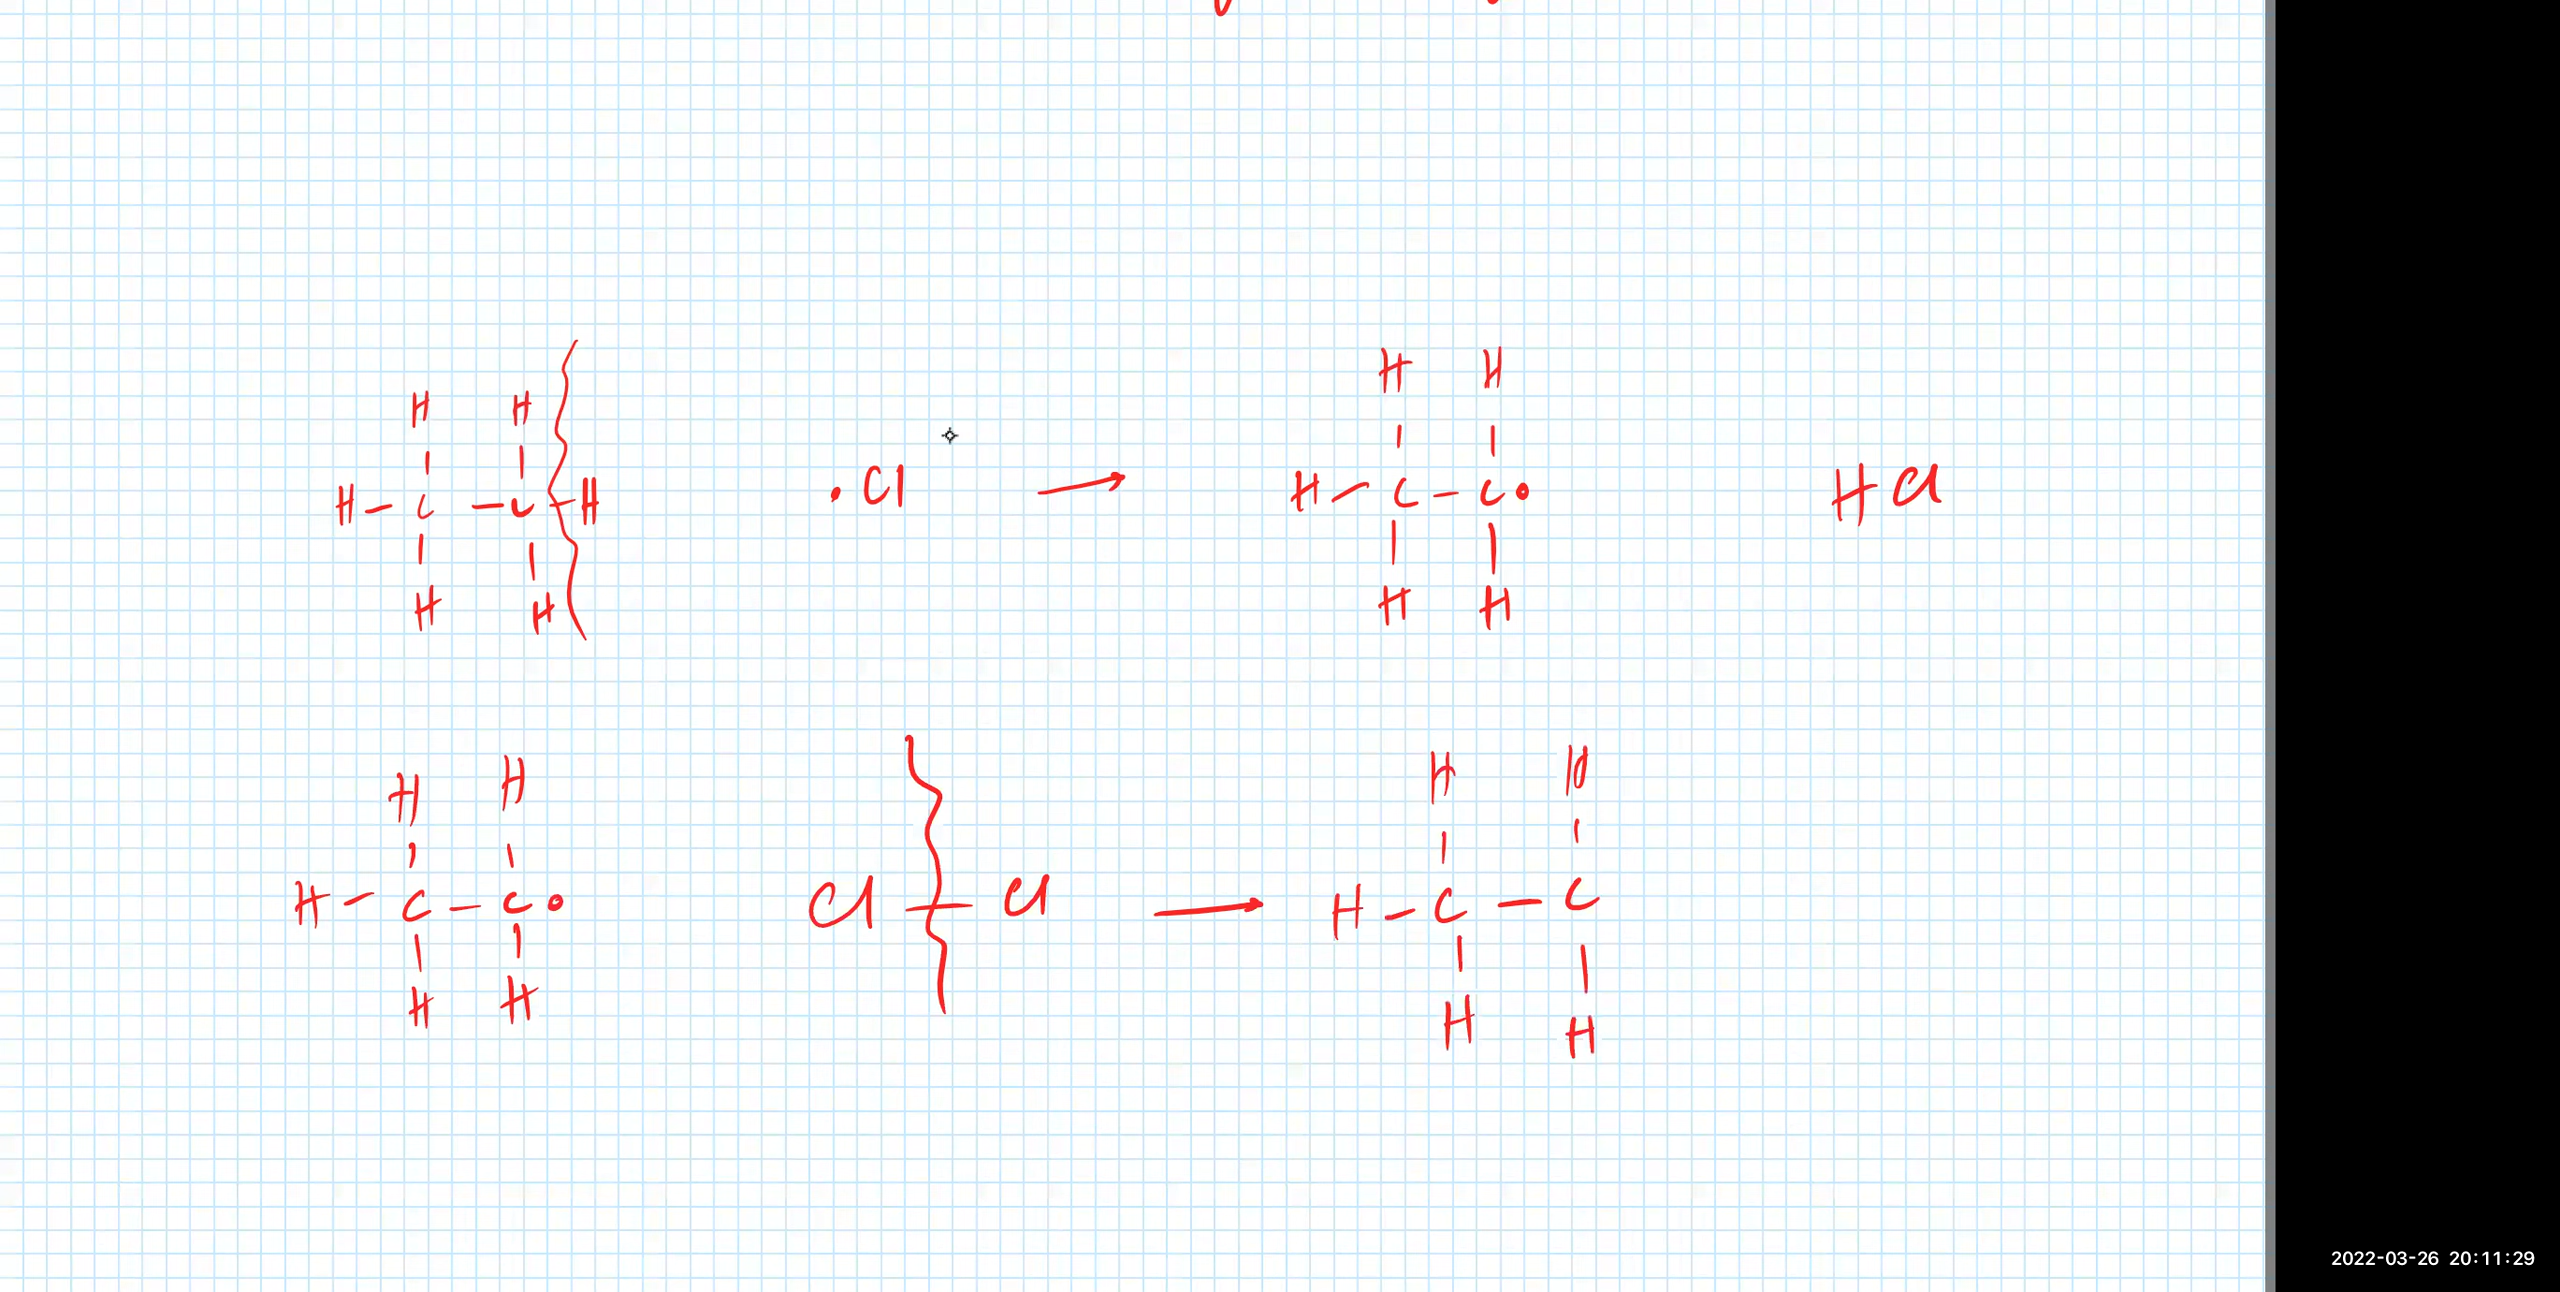 H H
H - C - C - H
H H
· Cl → 
H H
H - C - C •
H H
HCl
H H
H - C - C •
H H
Cl - Cl →
H H
H - C - C
H H
2022-03-26 20:11:29